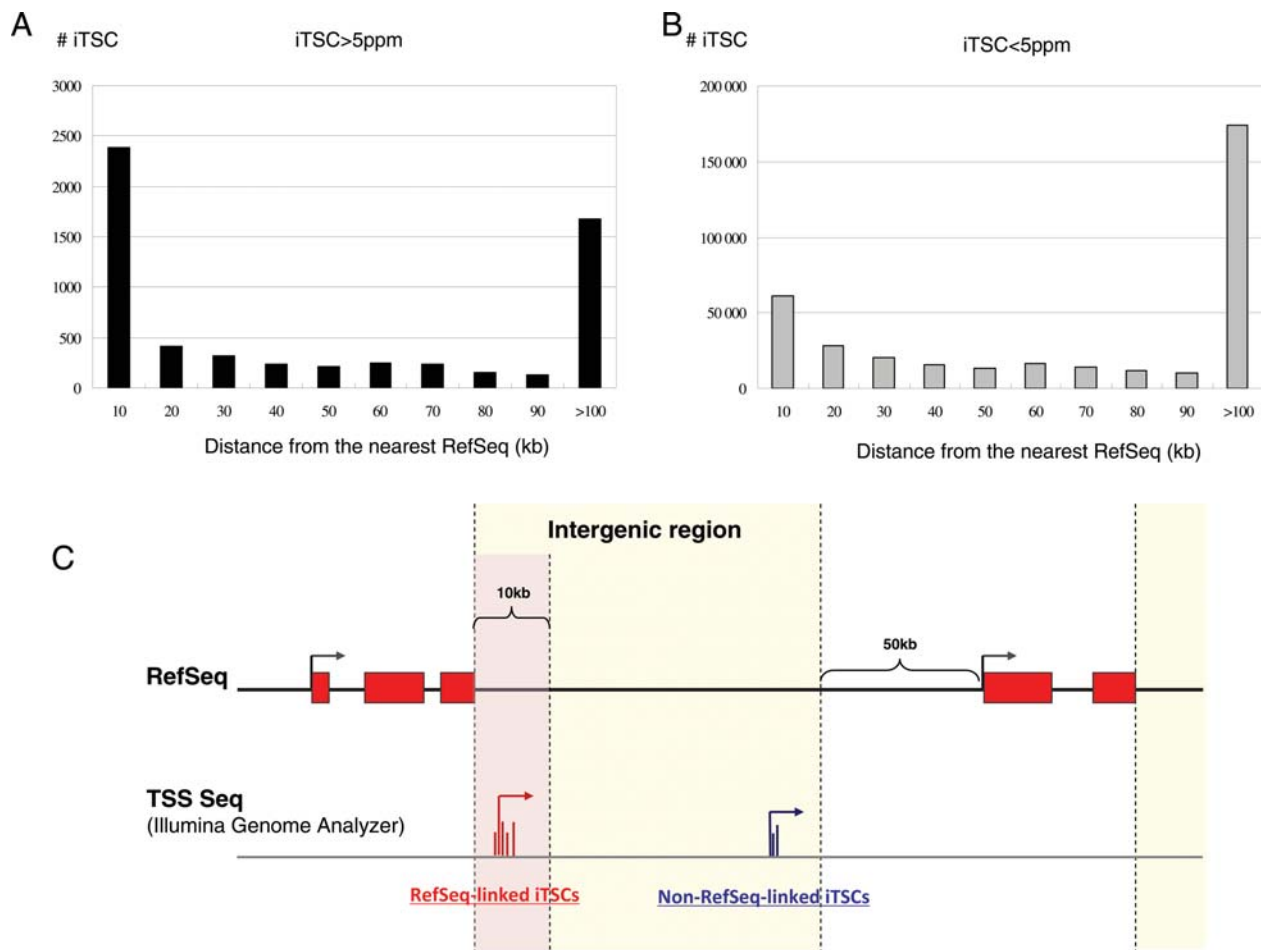 A
# iTSC
iTSC>5ppm
3000
2500
2000
1500
1000
500
0
10 20 30 40 50 60 70 80 90 >100
Distance from the nearest RefSeq (kb)
B
# iTSC
iTSC<5ppm
200 000
150 000
100 000
50 000
0
10 20 30 40 50 60 70 80 90 >100
Distance from the nearest RefSeq (kb)
C
Intergenic region
10kb
50kb
RefSeq
TSS Seq
(Illumina Genome Analyzer)
RefSeq-linked iTSCs
Non-RefSeq-linked iTSCs